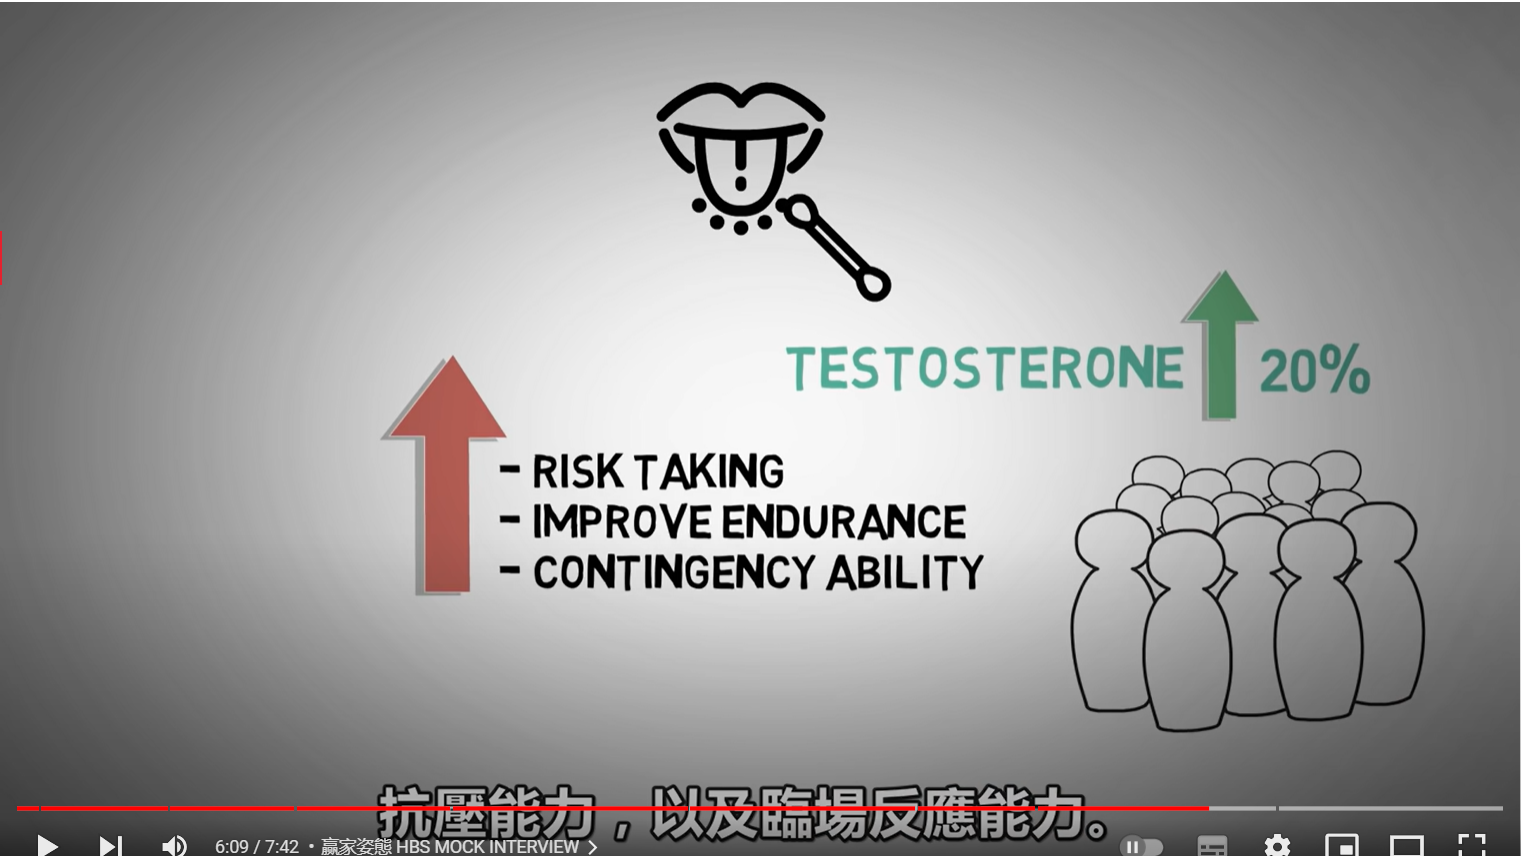 TESTOSTERONE 20%
- RISK TAKING
- IMPROVE ENDURANCE
- CONTINGENCY ABILITY
抗壓能力，以及臨場反應能力。
6:09 / 7:42 • 赢家姿態 HBS MOCK INTERVIEW